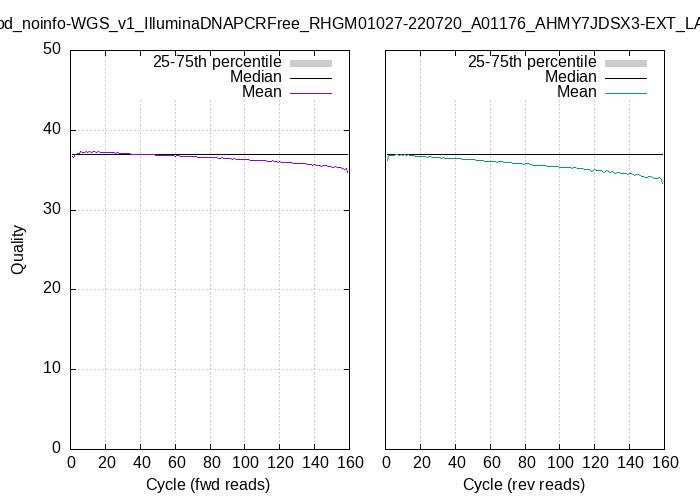 od_noinfo-WGS_v1_IlluminaDNAPCRFree_RHGM01027-220720_A01176_AHMY7JDSX3-EXT_LA
25-75th percentile
Median
Mean
50
40
30
20
10
0
Quality
0 20 40 60 80 100 120 140 160
Cycle (fwd reads)
25-75th percentile
Median
Mean
0 20 40 60 80 100 120 140 160
Cycle (rev reads)